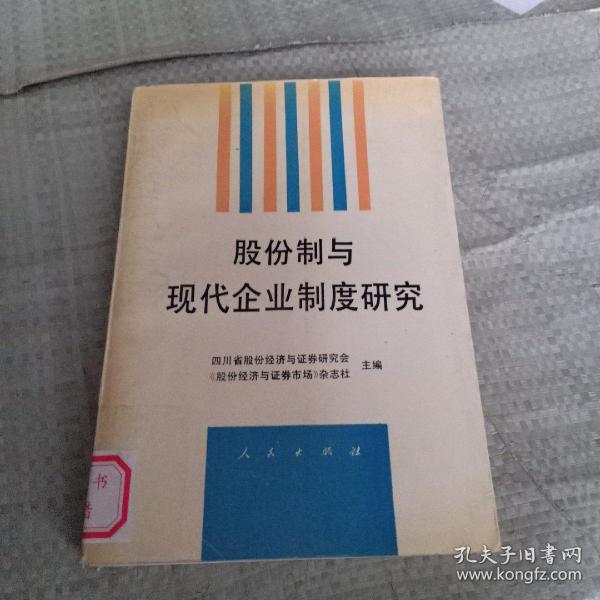 股份制与
现代企业制度研究
四川省股份经济与证券研究会
《股份经济与证券市场》杂志社
主编
人民出版社
书
孔夫子旧书网
www.kongfz.com